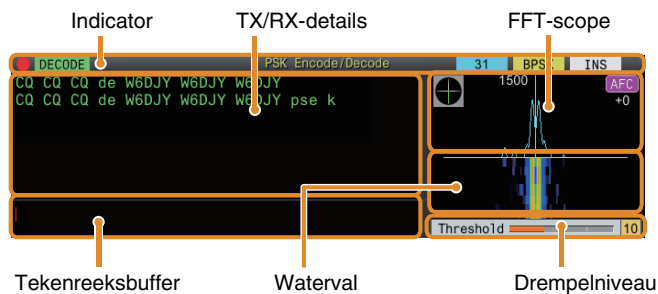 Indicator TX/RX-details FFT-scope
DECODE PSK Encode/Decode 31 BPSK INS
CQ CQ CQ de W6DJY W6DJY W6DJY
CQ CQ CQ de W6DJY W6DJY W6DJY pse k
1500 AFC
+0
Threshold 10
Tekenreeksbuffer Waterval Drempelniveau